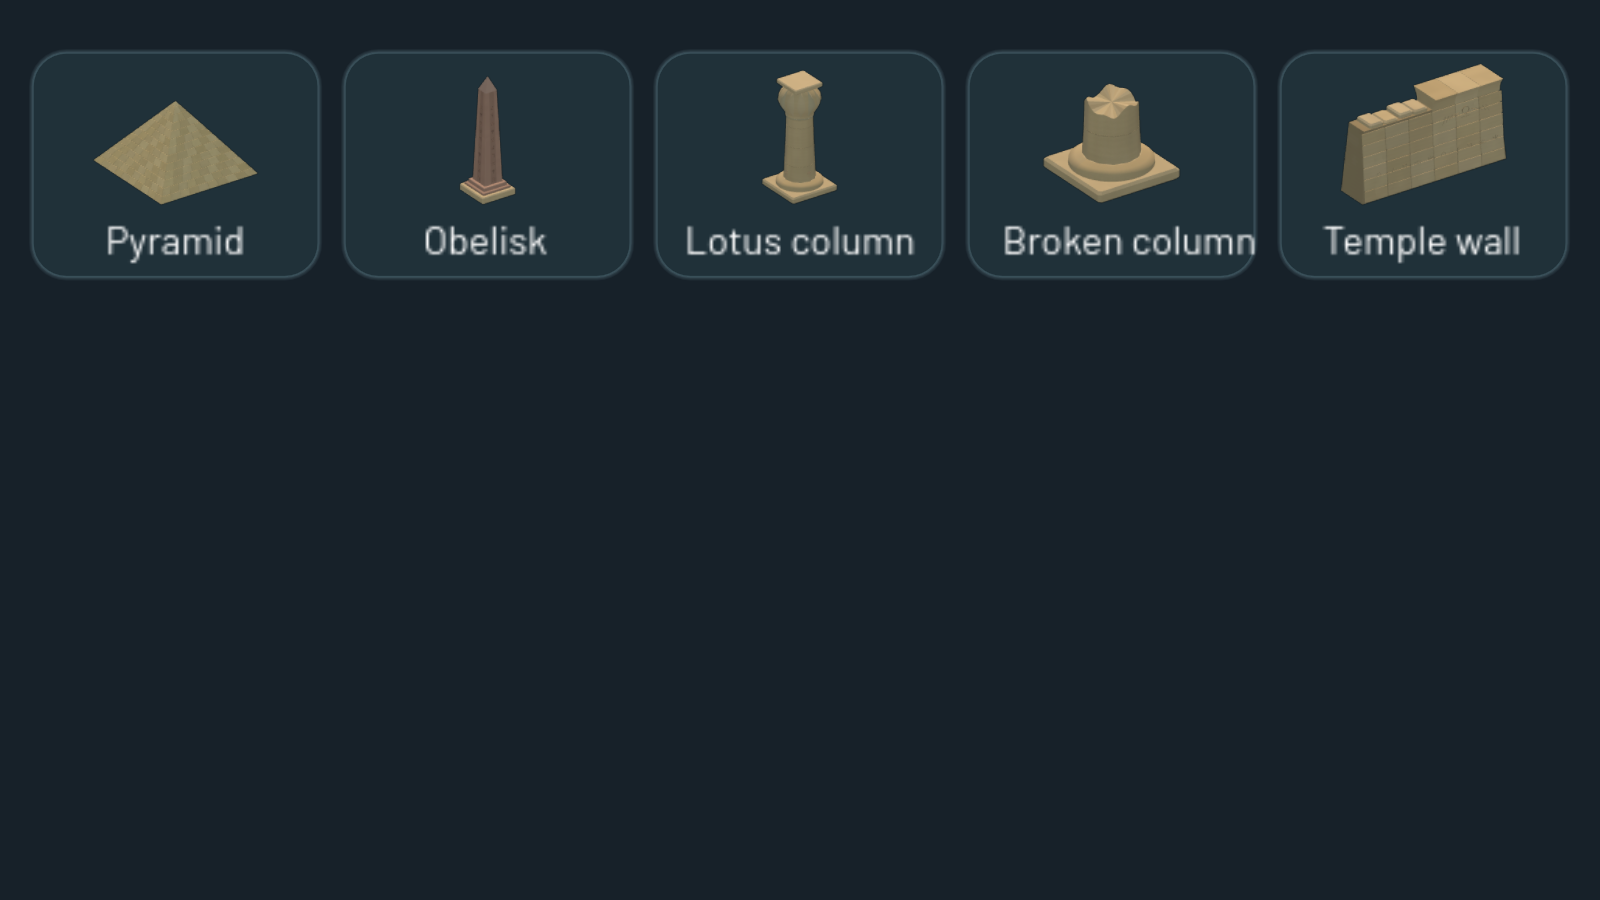 Pyramid
Obelisk
Lotus column
Broken column
Temple wall